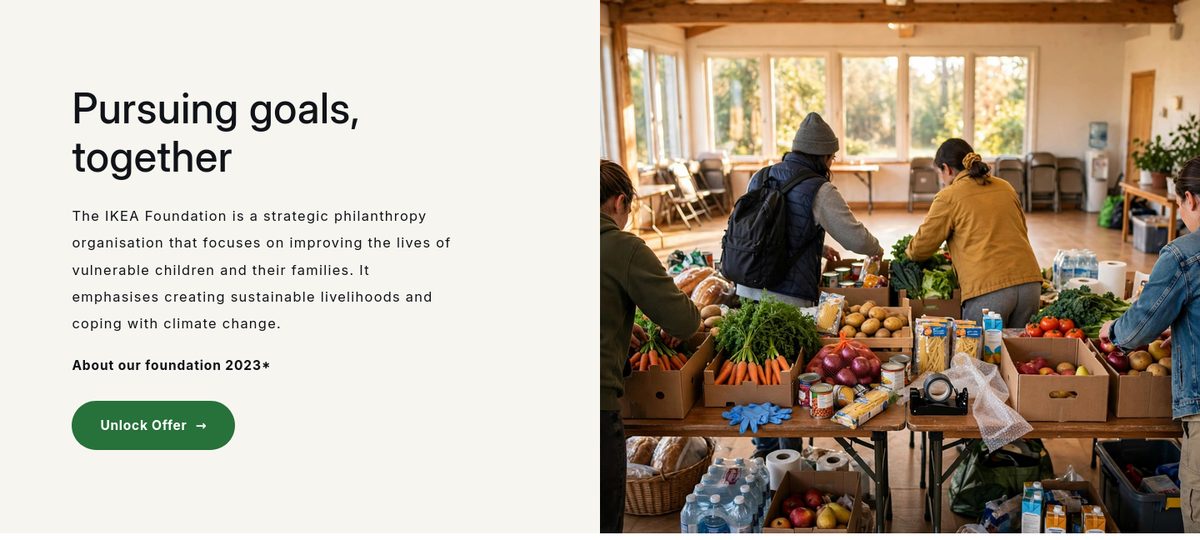 Pursuing goals,
together
The IKEA Foundation is a strategic philanthropy
organisation that focuses on improving the lives of
vulnerable children and their families. It
emphasises creating sustainable livelihoods and
coping with climate change.
About our foundation 2023*
Unlock Offer →